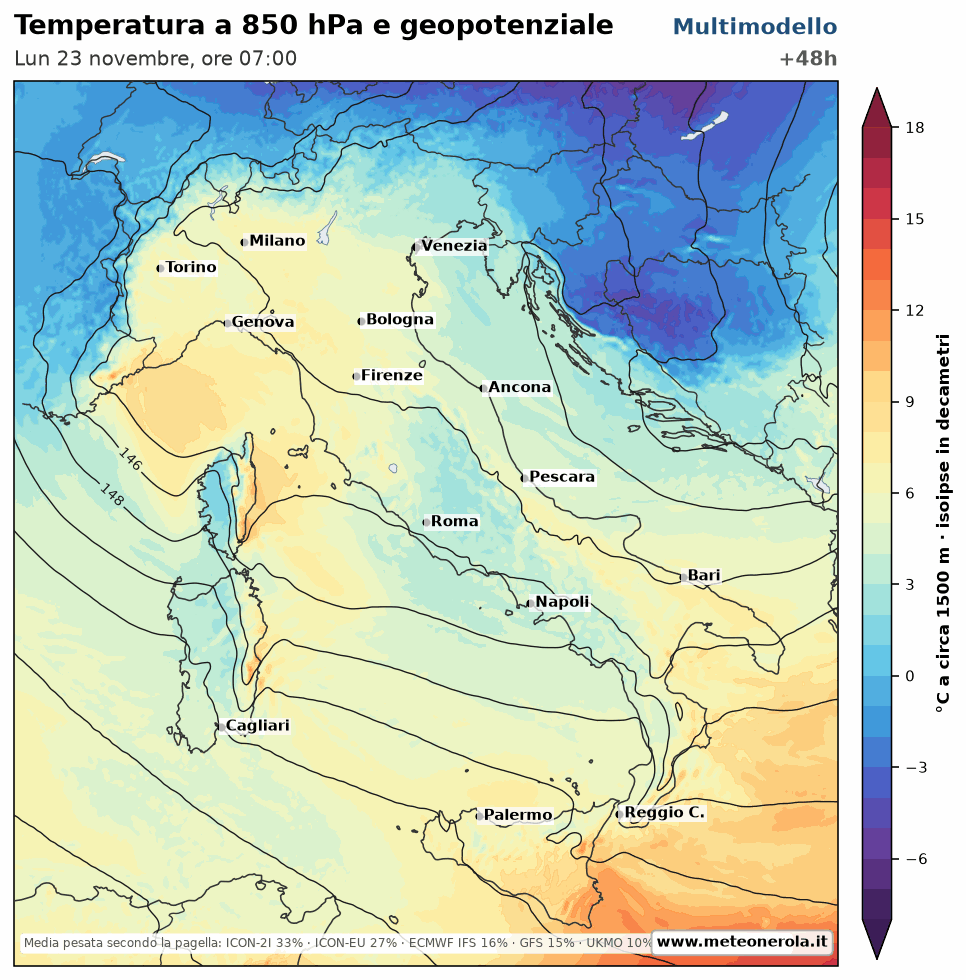 Temperatura a 850 hPa e geopotenziale
Multimodello
Lun 23 novembre, ore 07:00
+48h
18
15
12
9
6
3
0
−3
−6
°C a circa 1500 m · isoipse in decametri
Milano
Venezia
Torino
Genova
Bologna
Firenze
Ancona
146
148
Pescara
Roma
Bari
Napoli
Cagliari
Palermo
Reggio C.
Media pesata secondo la pagella: ICON-2I 33% · ICON-EU 27% · ECMWF IFS 16% · GFS 15% · UKMO 10%
www.meteonerola.it